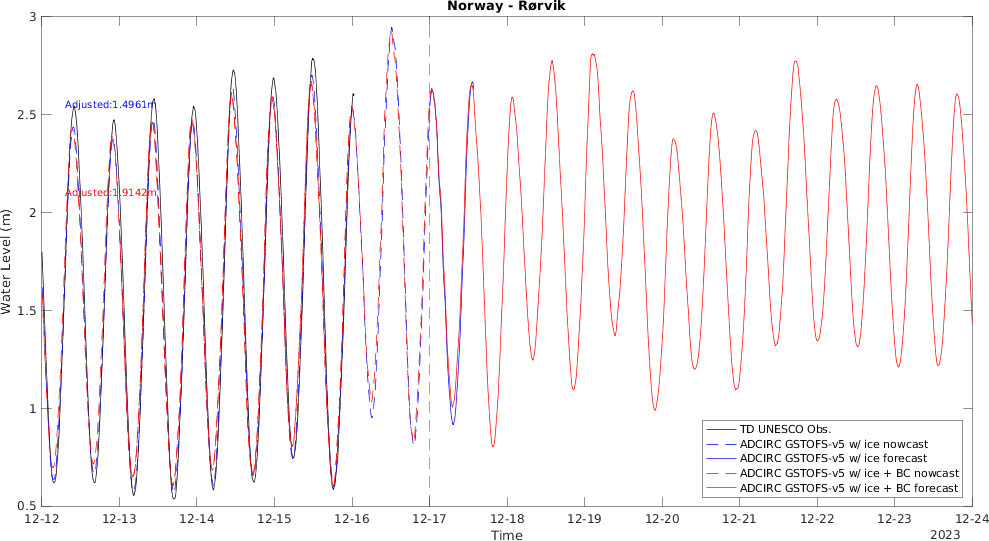 Norway - Rørvik
3
2.5
2
1.5
1
0.5
Water Level (m)
Adjusted:1.4961m
Adjusted:1.9142m
TD UNESCO Obs.
ADCIRC GSTOFS-v5 w/ ice nowcast
ADCIRC GSTOFS-v5 w/ ice forecast
ADCIRC GSTOFS-v5 w/ ice + BC nowcast
ADCIRC GSTOFS-v5 w/ ice + BC forecast
12-12 12-13 12-14 12-15 12-16 12-17 12-18 12-19 12-20 12-21 12-22 12-23 12-24
Time
2023